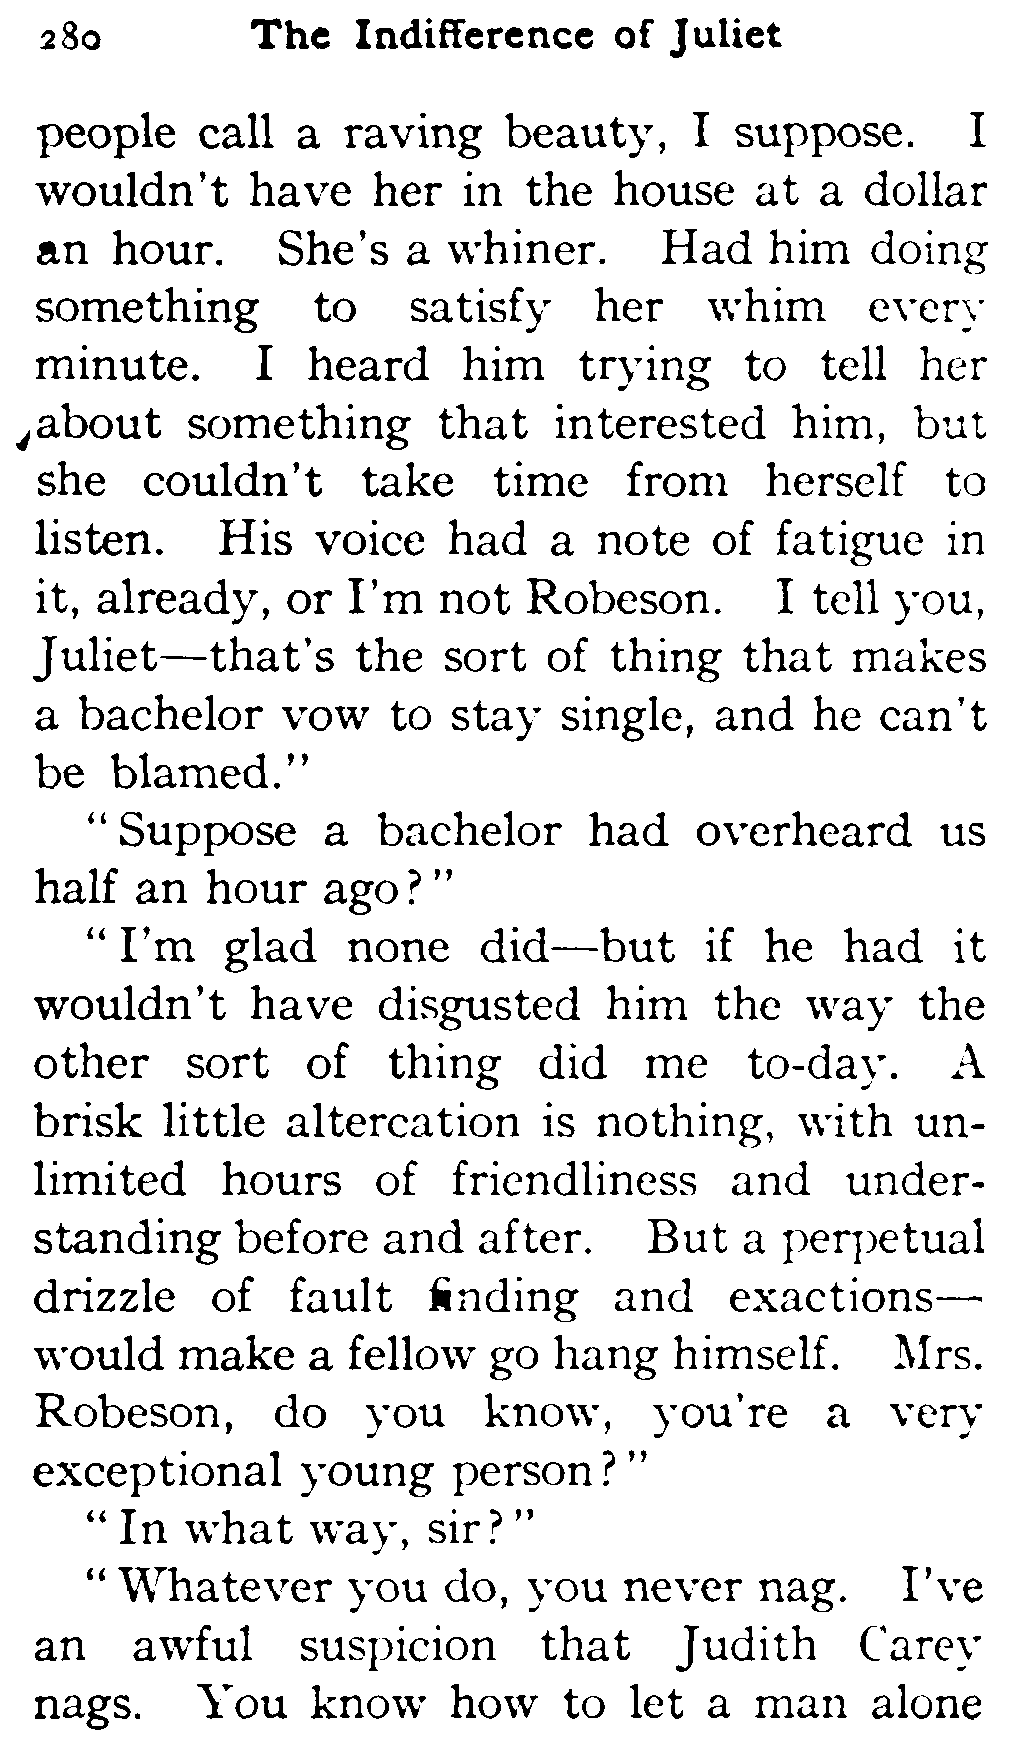 280 The Indifference of Juliet
people call a raving beauty, I suppose. I
wouldn't have her in the house at a dollar
an hour. She's a whiner. Had him doing
something to satisfy her whim every
minute. I heard him trying to tell her
about something that interested him, but
she couldn't take time from herself to
listen. His voice had a note of fatigue in
it, already, or I'm not Robeson. I tell you,
Juliet—that's the sort of thing that makes
a bachelor vow to stay single, and he can't
be blamed."
"Suppose a bachelor had overheard us
half an hour ago?"
"I'm glad none did—but if he had it
wouldn't have disgusted him the way the
other sort of thing did me to-day. A
brisk little altercation is nothing, with un-
limited hours of friendliness and under-
standing before and after. But a perpetual
drizzle of fault finding and exactions—
would make a fellow go hang himself. Mrs.
Robeson, do you know, you're a very
exceptional young person?"
"In what way, sir?"
"Whatever you do, you never nag. I've
an awful suspicion that Judith Carey
nags. You know how to let a man alone